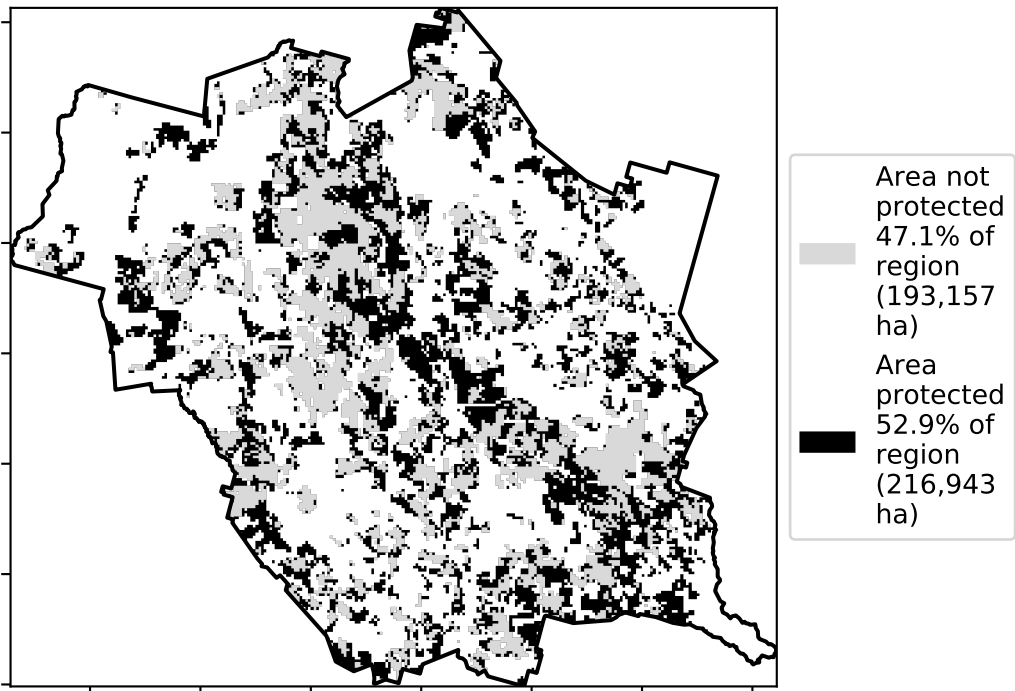 Area not
protected
47.1% of
region
(193,157
ha)
Area
protected
52.9% of
region
(216,943
ha)